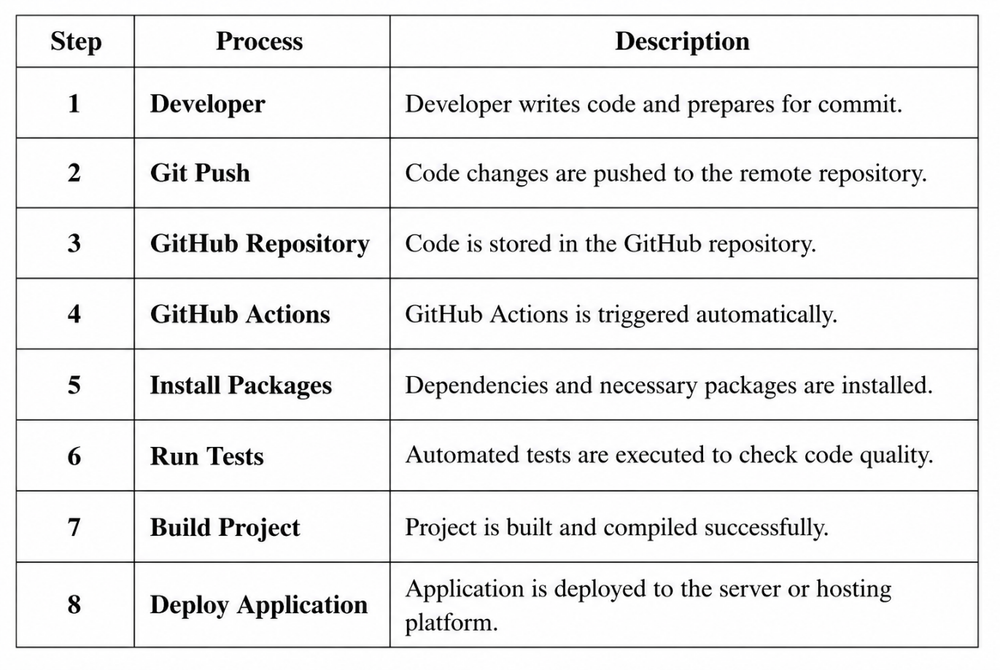 Step Process Description
1 Developer Developer writes code and prepares for commit.
2 Git Push Code changes are pushed to the remote repository.
3 GitHub Repository Code is stored in the GitHub repository.
4 GitHub Actions GitHub Actions is triggered automatically.
5 Install Packages Dependencies and necessary packages are installed.
6 Run Tests Automated tests are executed to check code quality.
7 Build Project Project is built and compiled successfully.
8 Deploy Application Application is deployed to the server or hosting
platform.